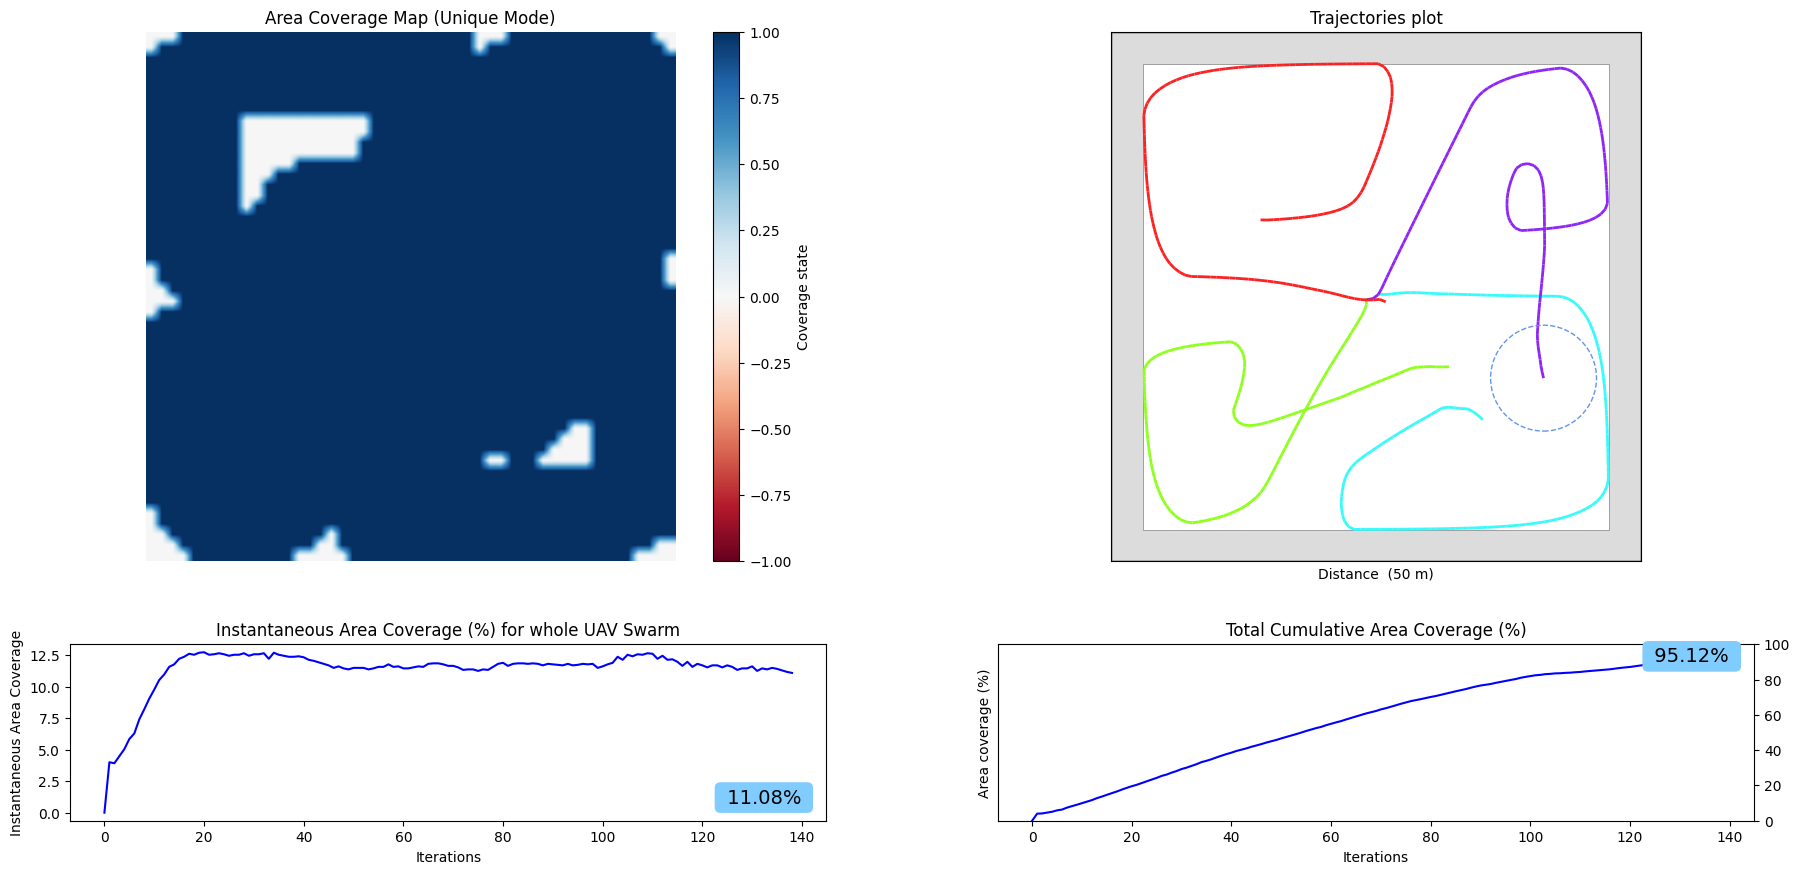 Area Coverage Map (Unique Mode)
1.00
0.75
0.50
0.25
0.00
−0.25
−0.50
−0.75
−1.00
Coverage state
Trajectories plot
Distance  (50 m)
Instantaneous Area Coverage (%) for whole UAV Swarm
Instantaneous Area Coverage
12.5
10.0
7.5
5.0
2.5
0.0
11.08%
0 20 40 60 80 100 120 140
Iterations
Total Cumulative Area Coverage (%)
Area coverage (%)
95.12%
100
80
60
40
20
0
0 20 40 60 80 100 120 140
Iterations